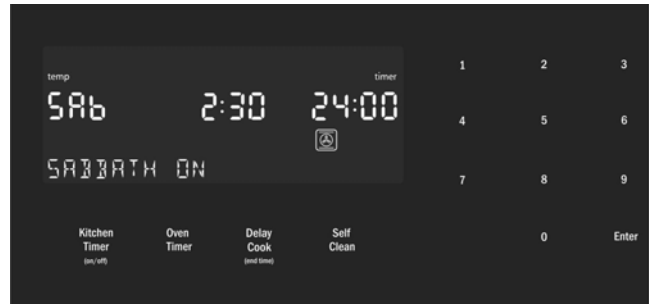 temp timer
SAb 2:30 24:00
SABBATH ON
Kitchen Timer (on/off)
Oven Timer
Delay Cook (end time)
Self Clean
1 2 3
4 5 6
7 8 9
0 Enter